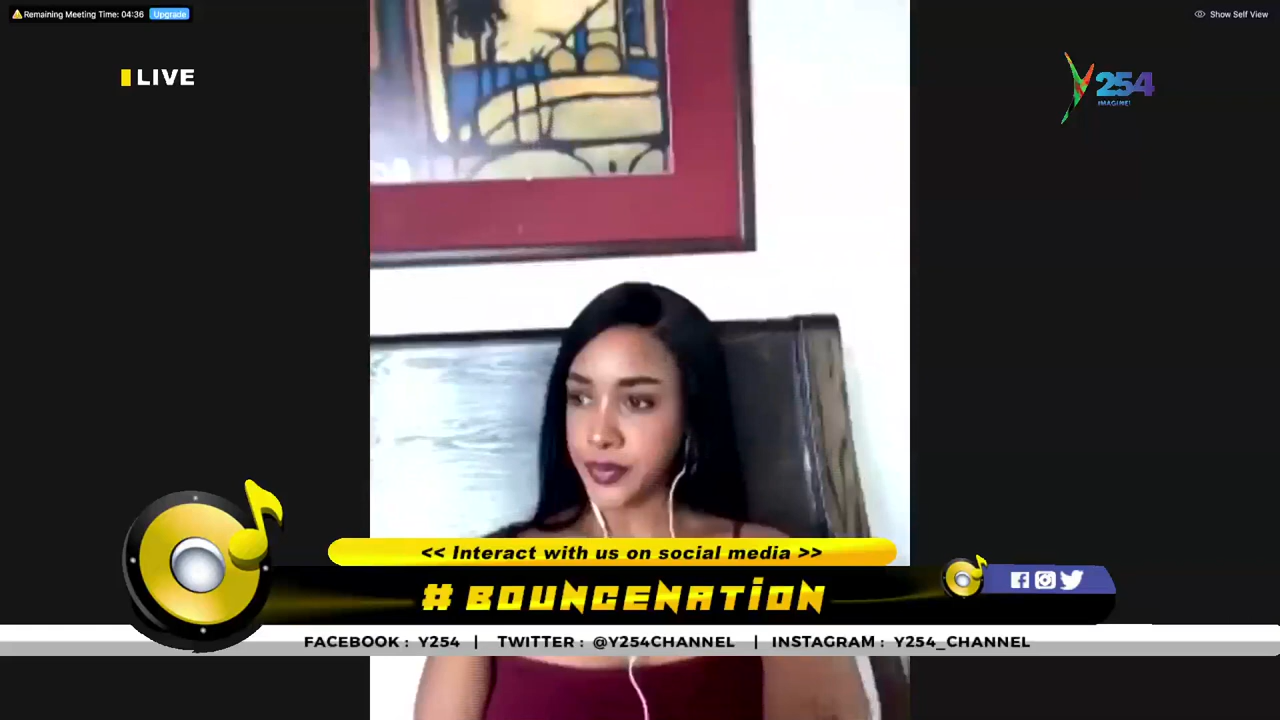 Remaining Meeting Time: 04:36 Upgrade
Show Self View
LIVE
Y254
IMAGINE!
<< Interact with us on social media >>
# BOUNCENATION
FACEBOOK : Y254 | TWITTER : @Y254CHANNEL | INSTAGRAM : Y254_CHANNEL